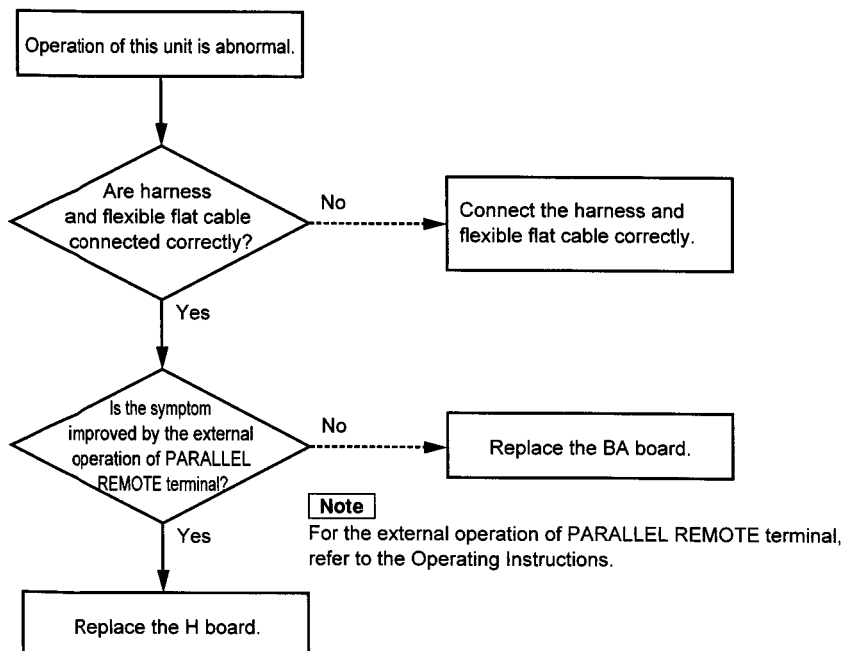 Operation of this unit is abnormal.
Are harness
and flexible flat cable
connected correctly?
No
Connect the harness and
flexible flat cable correctly.
Yes
Is the symptom
improved by the external
operation of PARALLEL
REMOTE terminal?
No
Replace the BA board.
Note
For the external operation of PARALLEL REMOTE terminal,
refer to the Operating Instructions.
Yes
Replace the H board.